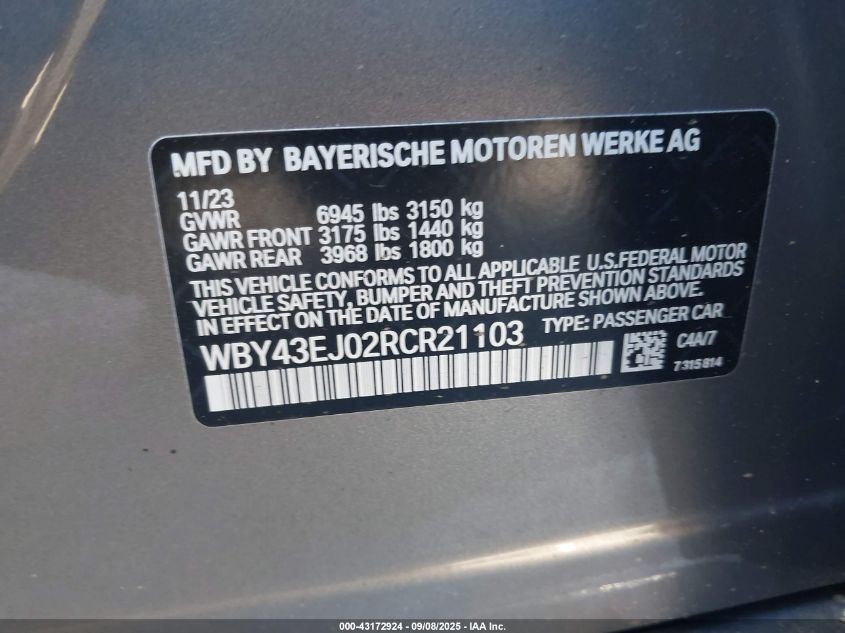 MFD BY BAYERISCHE MOTOREN WERKE AG
11/23
GVWR 6945 lbs 3150 kg
GAWR FRONT 3175 lbs 1440 kg
GAWR REAR 3968 lbs 1800 kg
THIS VEHICLE CONFORMS TO ALL APPLICABLE U.S.FEDERAL MOTOR
VEHICLE SAFETY, BUMPER AND THEFT PREVENTION STANDARDS
IN EFFECT ON THE DATE OF MANUFACTURE SHOWN ABOVE.
WBY43EJ02RCR21103 TYPE: PASSENGER CAR
C4A/7
7315814
000-43172924 - 09/08/2025 - IAA Inc.